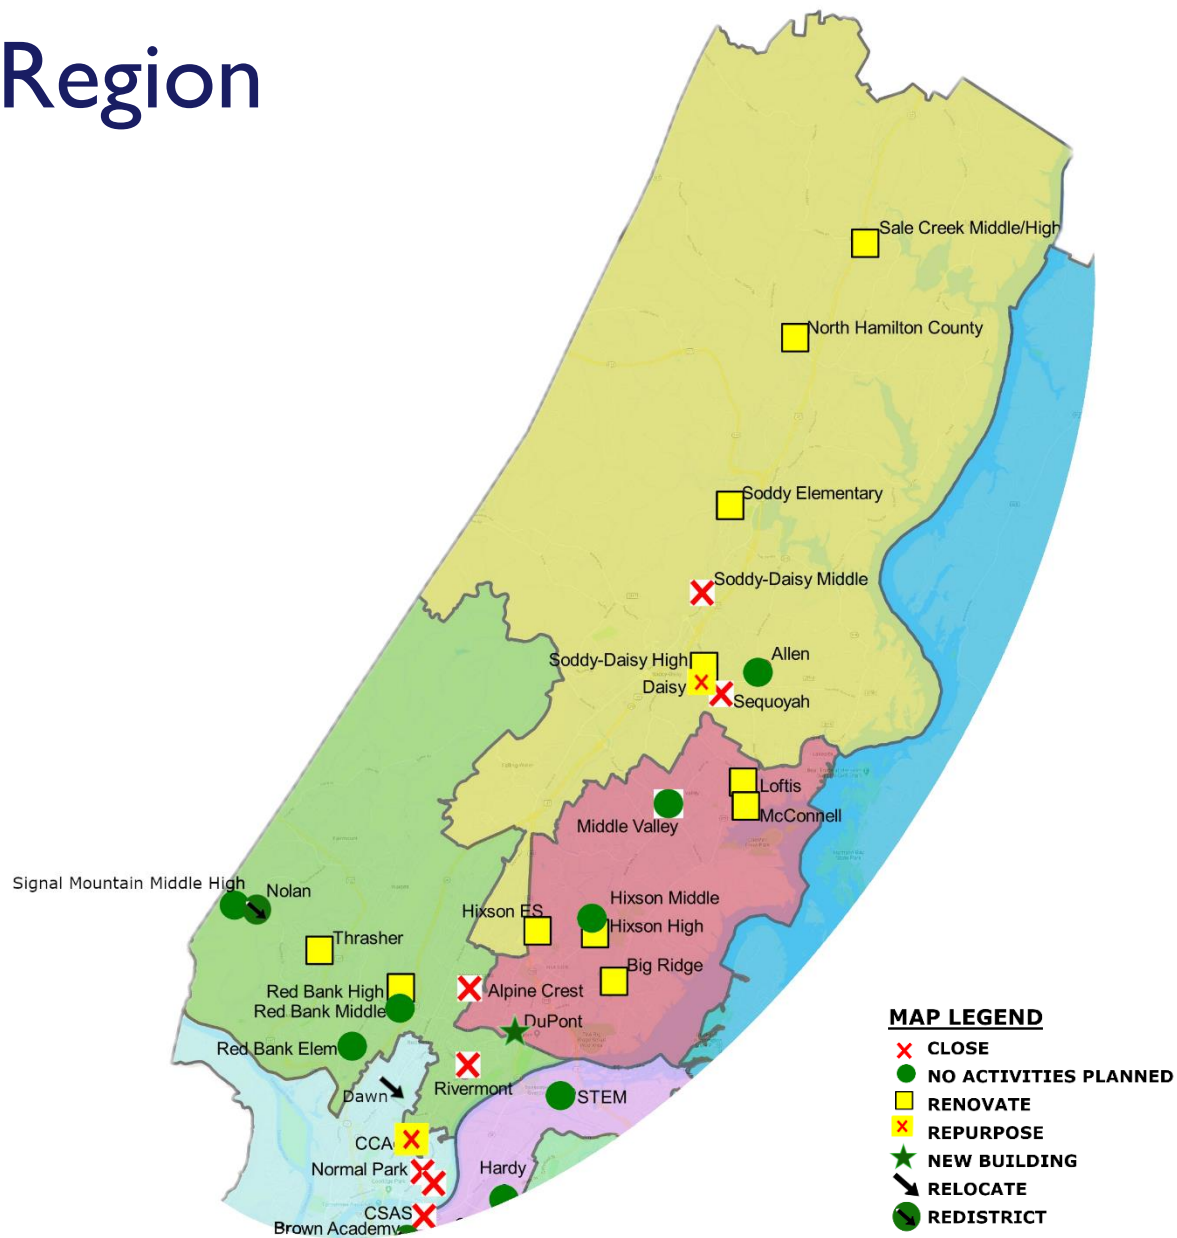 Region
Sale Creek Middle/High
North Hamilton County
Soddy Elementary
Soddy-Daisy Middle
Soddy-Daisy High
Allen
Daisy
Sequoyah
Loftis
McConnell
Middle Valley
Signal Mountain Middle High
Nolan
Hixson ES
Hixson Middle
Hixson High
Thrasher
Big Ridge
Red Bank High
Alpine Crest
Red Bank Middle
DuPont
Red Bank Elem
Rivermont
Dawn
STEM
CCA
Normal Park
Hardy
CSAS
Brown Academy
MAP LEGEND
CLOSE
NO ACTIVITIES PLANNED
RENOVATE
REPURPOSE
NEW BUILDING
RELOCATE
REDISTRICT